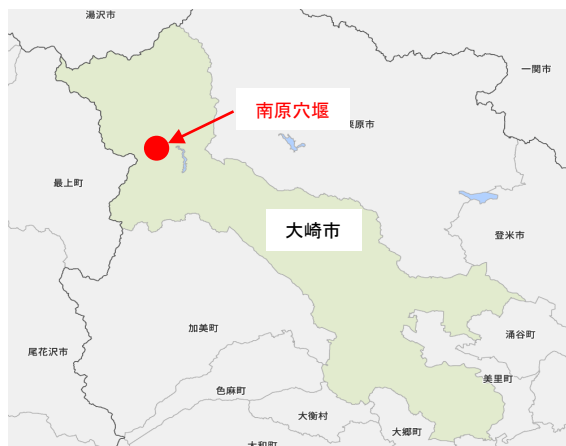 湯沢市
一関市
南原穴堰
栗原市
最上町
大崎市
登米市
加美町
涌谷町
尾花沢市
美里町
色麻町
大衡村
大郷町
大和町